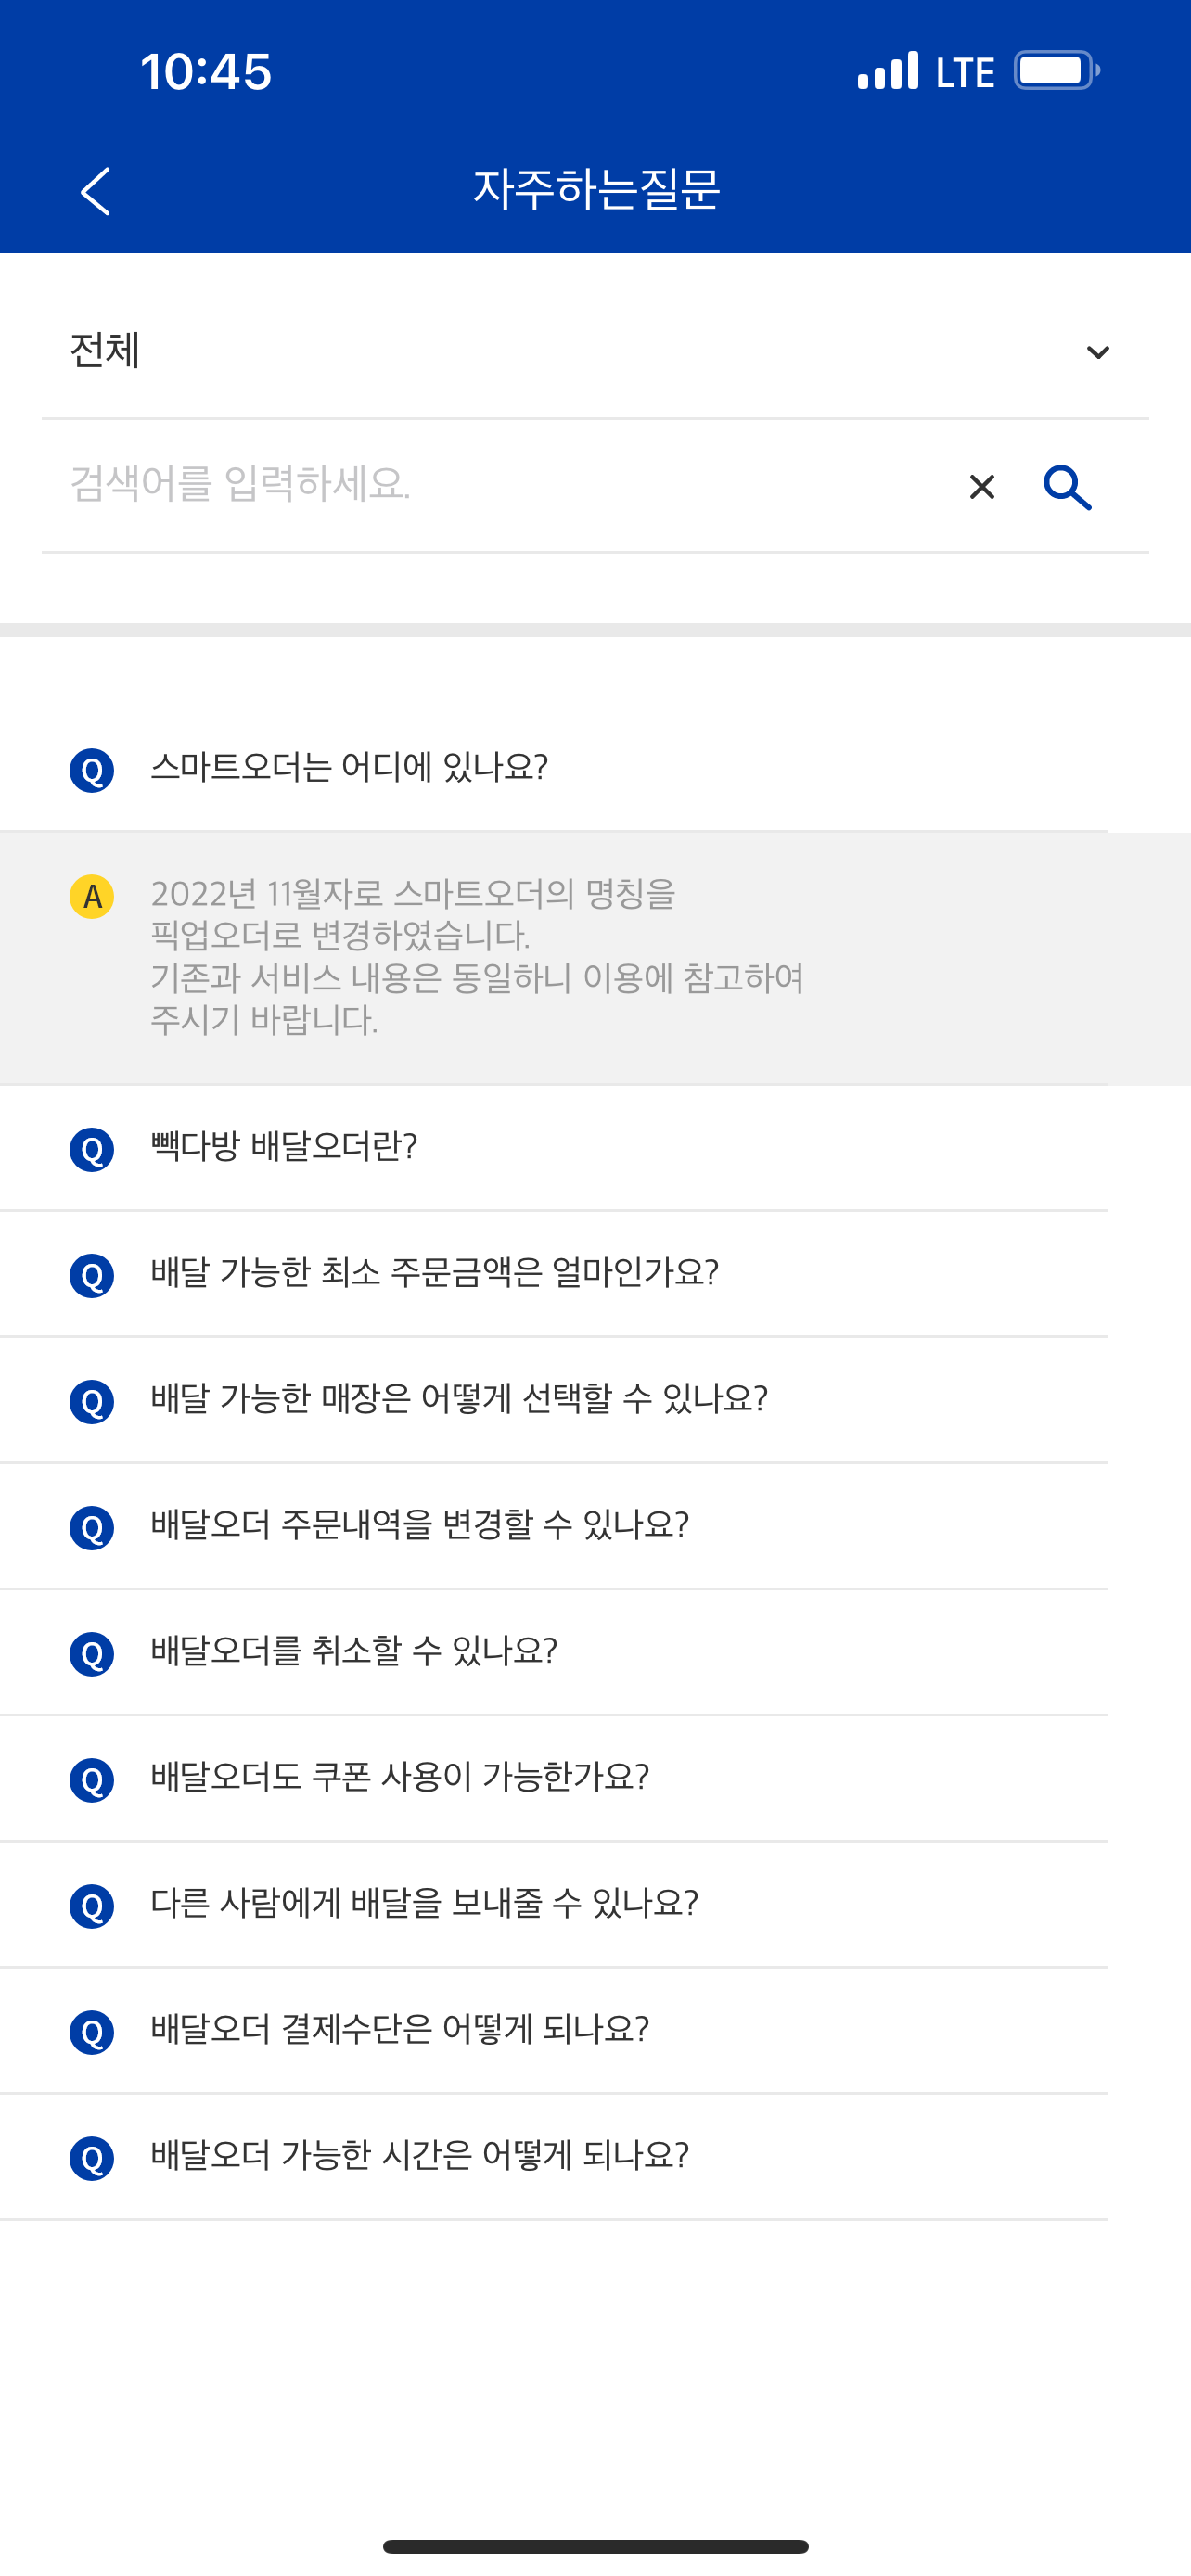 10:45 LTE
자주하는질문
전체
검색어를 입력하세요.
Q 스마트오더는 어디에 있나요?
A 2022년 11월자로 스마트오더의 명칭을
픽업오더로 변경하였습니다.
기존과 서비스 내용은 동일하니 이용에 참고하여
주시기 바랍니다.
Q 빽다방 배달오더란?
Q 배달 가능한 최소 주문금액은 얼마인가요?
Q 배달 가능한 매장은 어떻게 선택할 수 있나요?
Q 배달오더 주문내역을 변경할 수 있나요?
Q 배달오더를 취소할 수 있나요?
Q 배달오더도 쿠폰 사용이 가능한가요?
Q 다른 사람에게 배달을 보내줄 수 있나요?
Q 배달오더 결제수단은 어떻게 되나요?
Q 배달오더 가능한 시간은 어떻게 되나요?